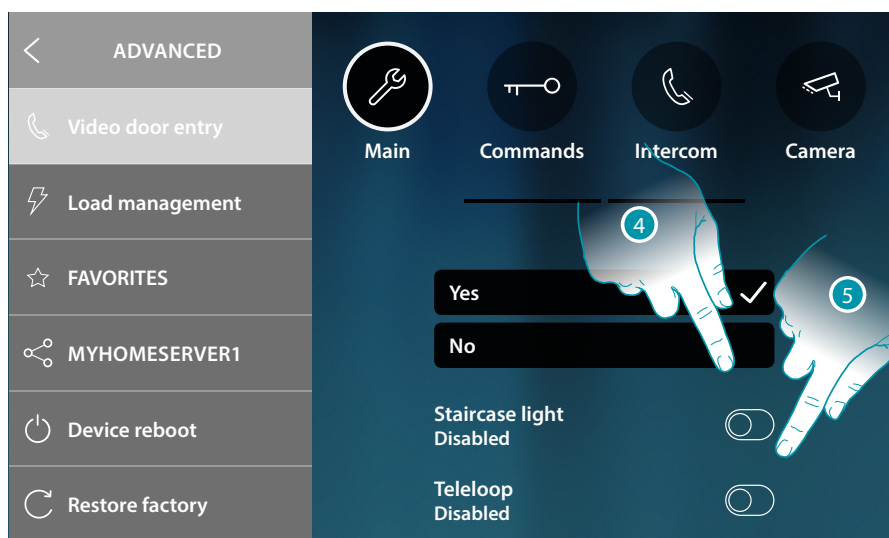 ADVANCED
Video door entry
Load management
FAVORITES
MYHOMESERVER1
Device reboot
Restore factory
Main
Commands
Intercom
Camera
4
Yes
5
No
Staircase light
Disabled
Teleloop
Disabled